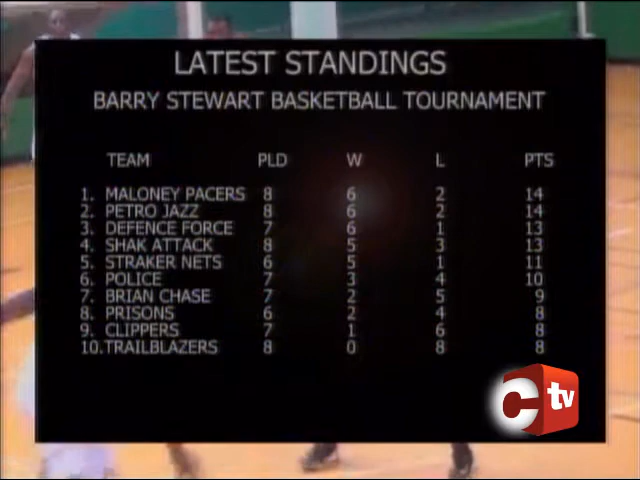 LATEST STANDINGS
BARRY STEWART BASKETBALL TOURNAMENT
TEAM PLD W L PTS
1. MALONEY PACERS 8 6 2 14
2. PETRO JAZZ 8 6 2 14
3. DEFENCE FORCE 7 6 1 13
4. SHAK ATTACK 8 5 3 13
5. STRAKER NETS 6 5 1 11
6. POLICE 7 3 4 10
7. BRIAN CHASE 7 2 5 9
8. PRISONS 6 2 4 8
9. CLIPPERS 7 1 6 8
10.TRAILBLAZERS 8 0 8 8
C tv